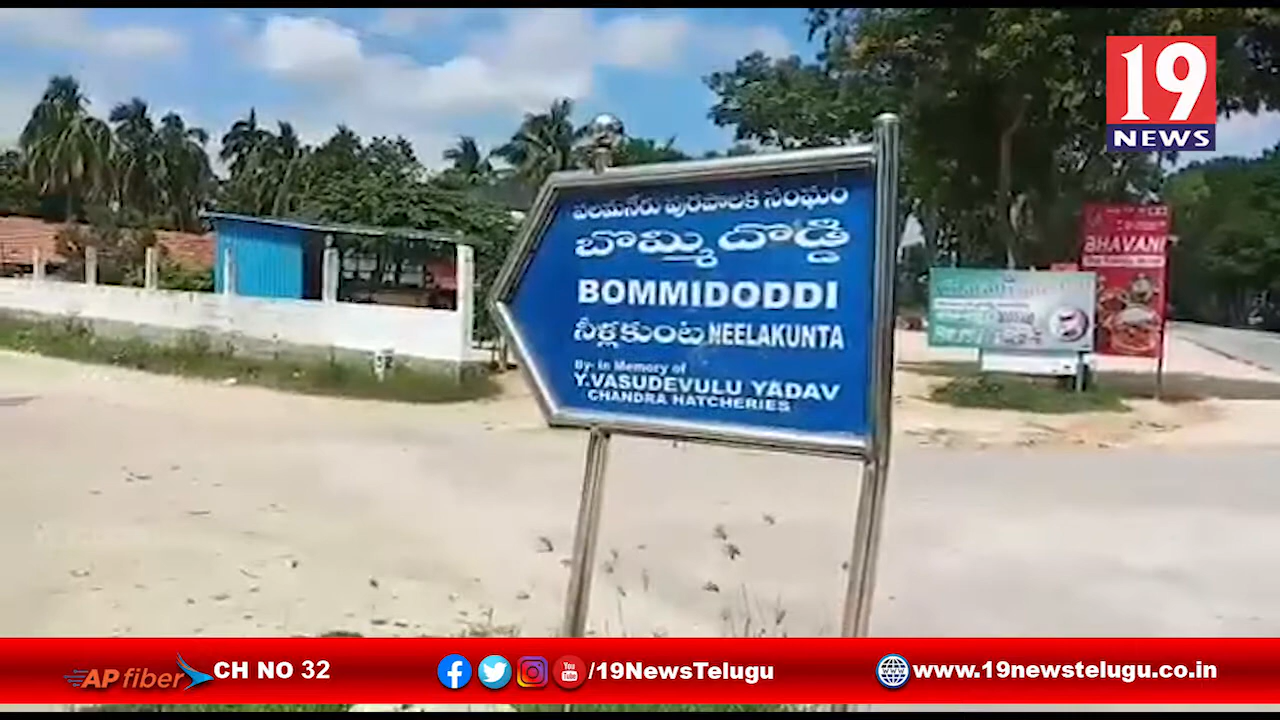 19
NEWS
పలమనేరు పురపాలక సంఘం
బొమ్మిదొడ్డి
BOMMIDODDI
నీళ్లకుంట NEELAKUNTA
By- In Memory of
Y.VASUDEVULU YADAV
CHANDRA HATCHERIES
BHAVANI
AP fiber CH NO 32
/19NewsTelugu
www.19newstelugu.co.in